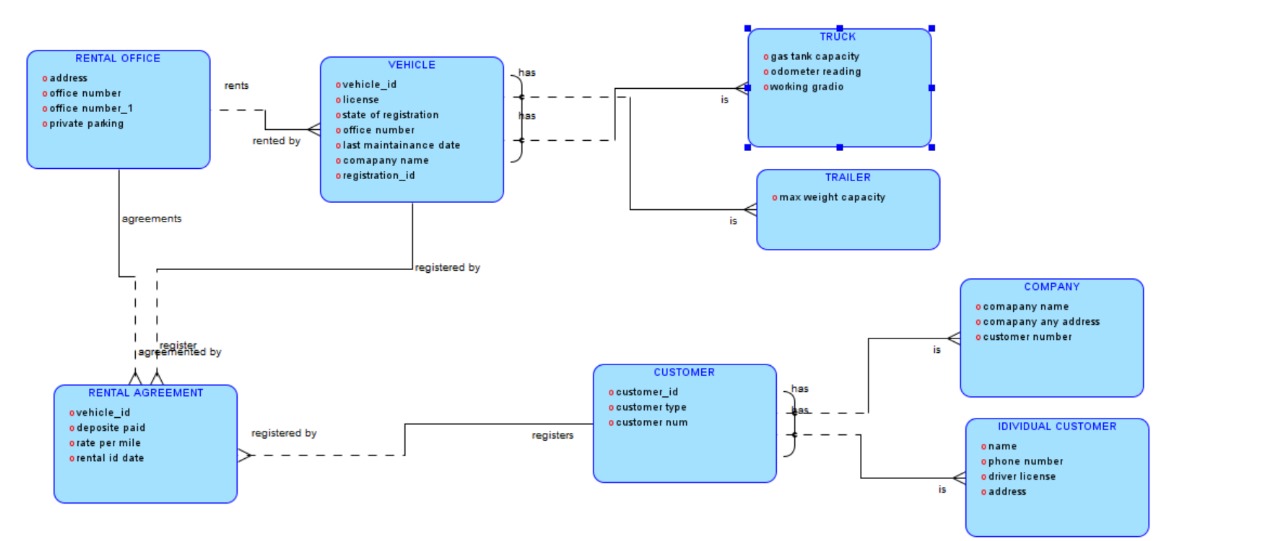 RENTAL OFFICE
address
office number
office number_1
private parking
rents
rented by
VEHICLE
vehicle_id
license
state of registration
office number
last maintainance date
comapany name
registration_id
has
has
is
is
TRUCK
gas tank capacity
odometer reading
working gradio
TRAILER
max weight capacity
agreements
registered by
register
agreemented by
RENTAL AGREEMENT
vehicle_id
deposite paid
rate per mile
rental id date
registered by
registers
CUSTOMER
customer_id
customer type
customer num
has
has
is
is
COMPANY
comapany name
comapany any address
customer number
IDIVIDUAL CUSTOMER
name
phone number
driver license
address